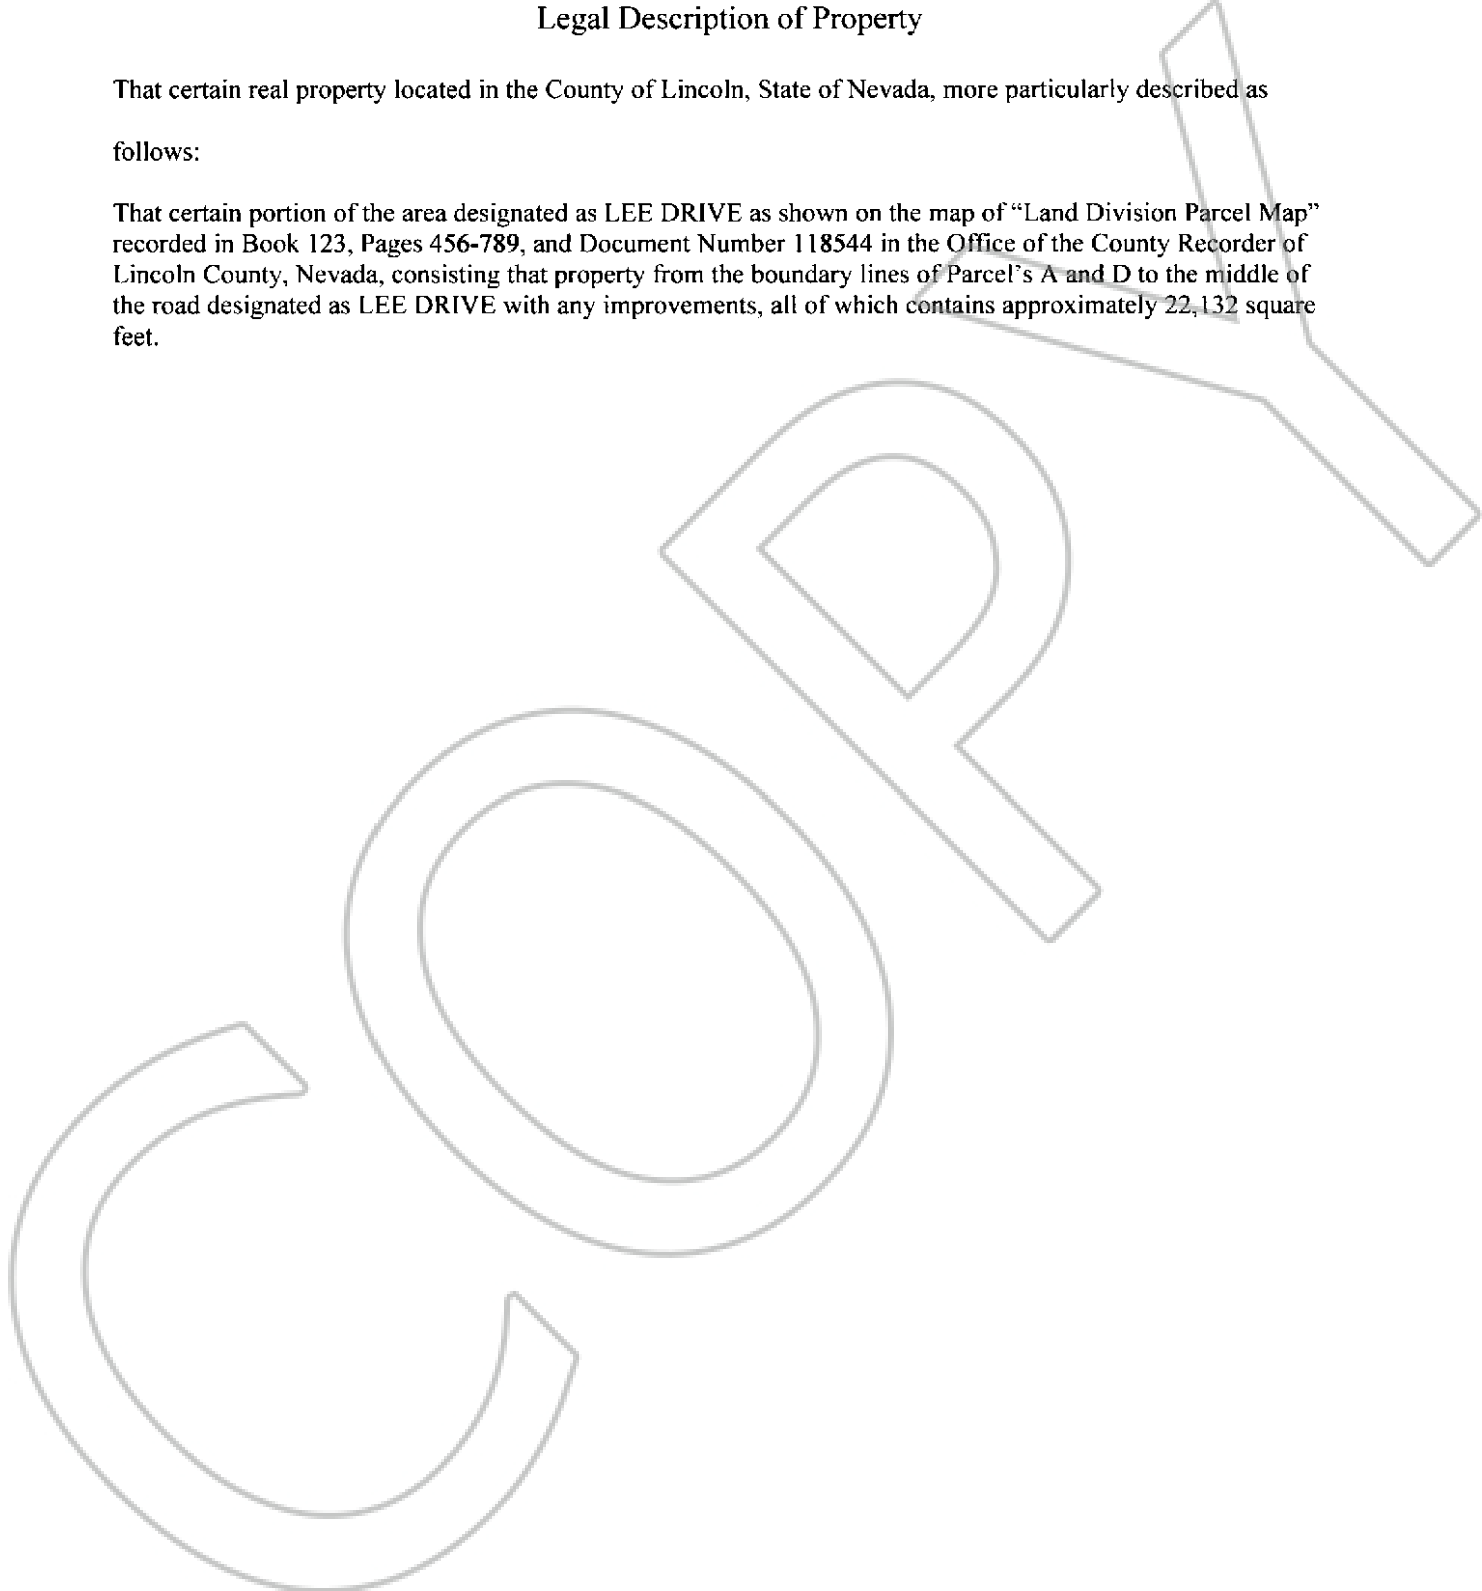 Legal Description of Property
That certain real property located in the County of Lincoln, State of Nevada, more particularly described as
follows:
That certain portion of the area designated as LEE DRIVE as shown on the map of “Land Division Parcel Map”
recorded in Book 123, Pages 456-789, and Document Number 118544 in the Office of the County Recorder of
Lincoln County, Nevada, consisting that property from the boundary lines of Parcel’s A and D to the middle of
the road designated as LEE DRIVE with any improvements, all of which contains approximately 22,132 square
feet.
COPY